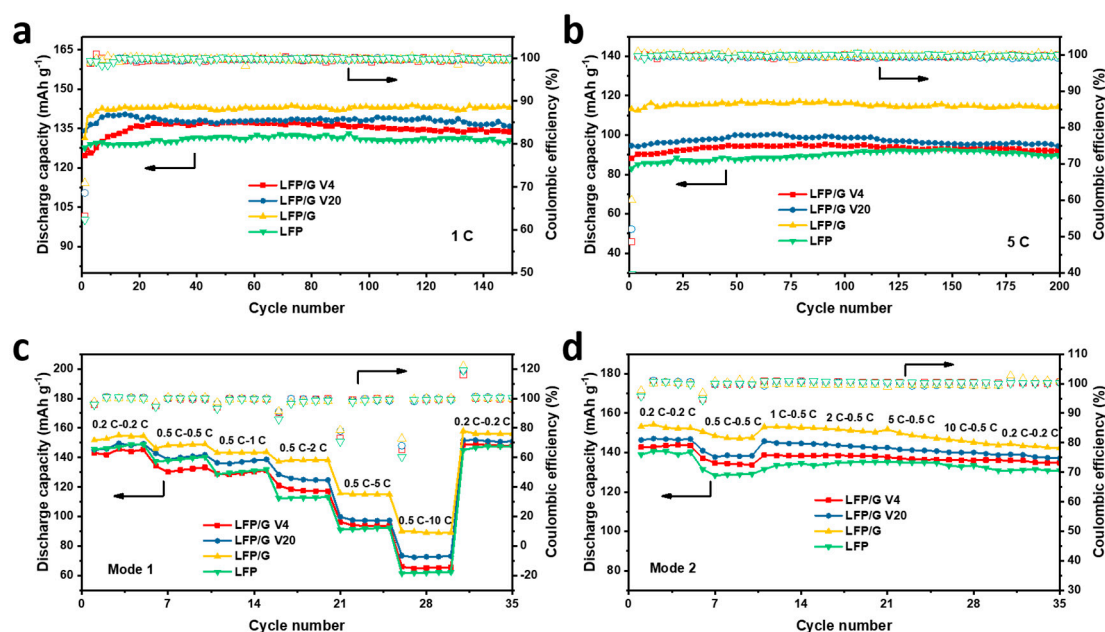 a
165
150
135
120
105
90
Discharge capacity (mAh g⁻¹)
100
90
80
70
60
50
Coulombic efficiency (%)
LFP/G V4
LFP/G V20
LFP/G
LFP
1 C
0 20 40 60 80 100 120 140
Cycle number
b
140
120
100
80
60
40
Discharge capacity (mAh g⁻¹)
100
90
80
70
60
50
40
Coulombic efficiency (%)
LFP/G V4
LFP/G V20
LFP/G
LFP
5 C
0 25 50 75 100 125 150 175 200
Cycle number
c
200
180
160
140
120
100
80
60
Discharge capacity (mAh g⁻¹)
120
100
80
60
40
20
0
-20
Coulombic efficiency (%)
0.2 C-0.2 C
0.5 C-0.5 C
0.5 C-1 C
0.5 C-2 C
0.5 C-5 C
0.5 C-10 C
0.2 C-0.2 C
LFP/G V4
LFP/G V20
LFP/G
LFP
Mode 1
0 7 14 21 28 35
Cycle number
d
190
170
150
130
110
90
70
Discharge capacity (mAh g⁻¹)
110
100
90
80
70
60
50
40
30
Coulombic efficiency (%)
0.2 C-0.2 C
0.5 C-0.5 C
1 C-0.5 C
2 C-0.5 C
5 C-0.5 C
10 C-0.5 C
0.2 C-0.2 C
LFP/G V4
LFP/G V20
LFP/G
LFP
Mode 2
0 7 14 21 28 35
Cycle number